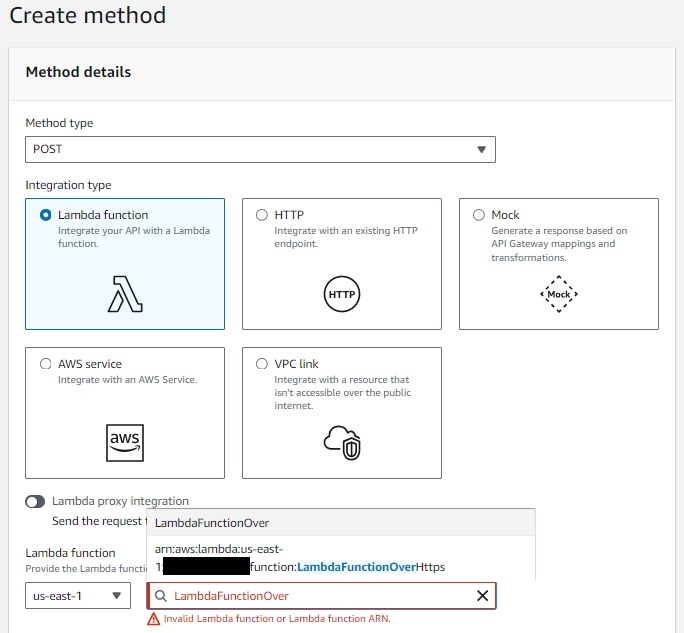 Create method
Method details
Method type
POST
Integration type
Lambda function
Integrate your API with a Lambda
function.
HTTP
Integrate with an existing HTTP
endpoint.
HTTP
Mock
Generate a response based on
API Gateway mappings and
transformations.
Mock
AWS service
Integrate with an AWS Service.
aws
VPC link
Integrate with a resource that
isn't accessible over the public
internet.
Lambda proxy integration
Send the request
LambdaFunctionOver
arn:aws:lambda:us-east-
1:function:LambdaFunctionOverHttps
Lambda function
Provide the Lambda
us-east-1
LambdaFunctionOver
Invalid Lambda function or Lambda function ARN.